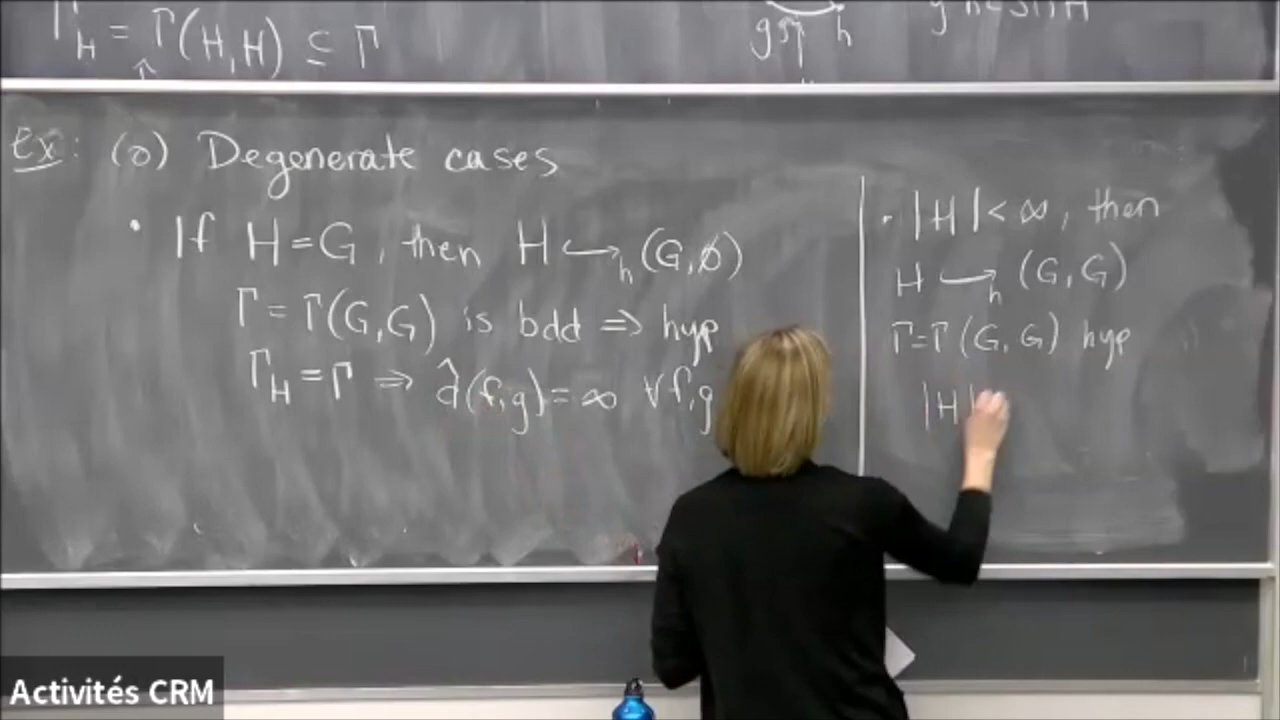 Γ_H = Γ(H,H) ⊆ Γ
Ex: (0) Degenerate cases
• If H=G, then H ↪_h (G,∅)
Γ = Γ(G,G) is bdd ⇒ hyp
Γ_H = Γ ⇒ d̂(f,g) = ∞ ∀f,g
• |H| < ∞, then
H ↪_h (G,G)
Γ=Γ(G,G) hyp
|H|
Activités CRM